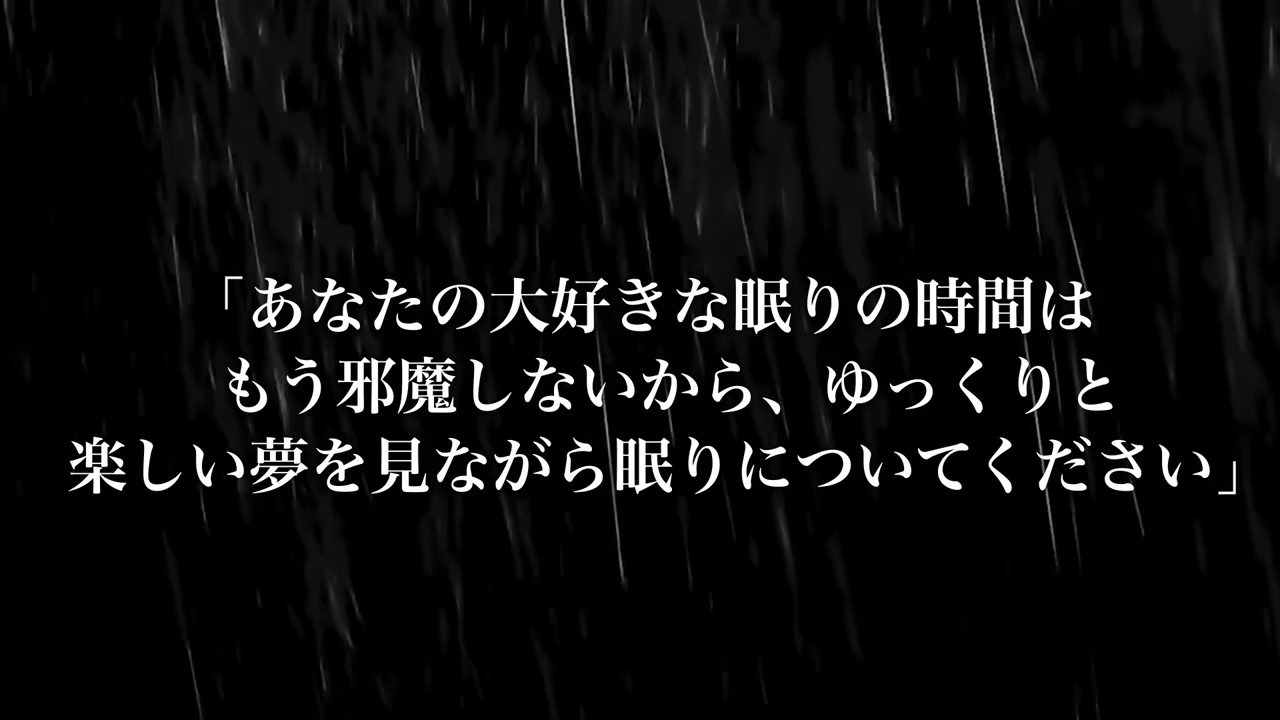 「あなたの大好きな眠りの時間は
もう邪魔しないから、ゆっくりと
楽しい夢を見ながら眠りについてください」